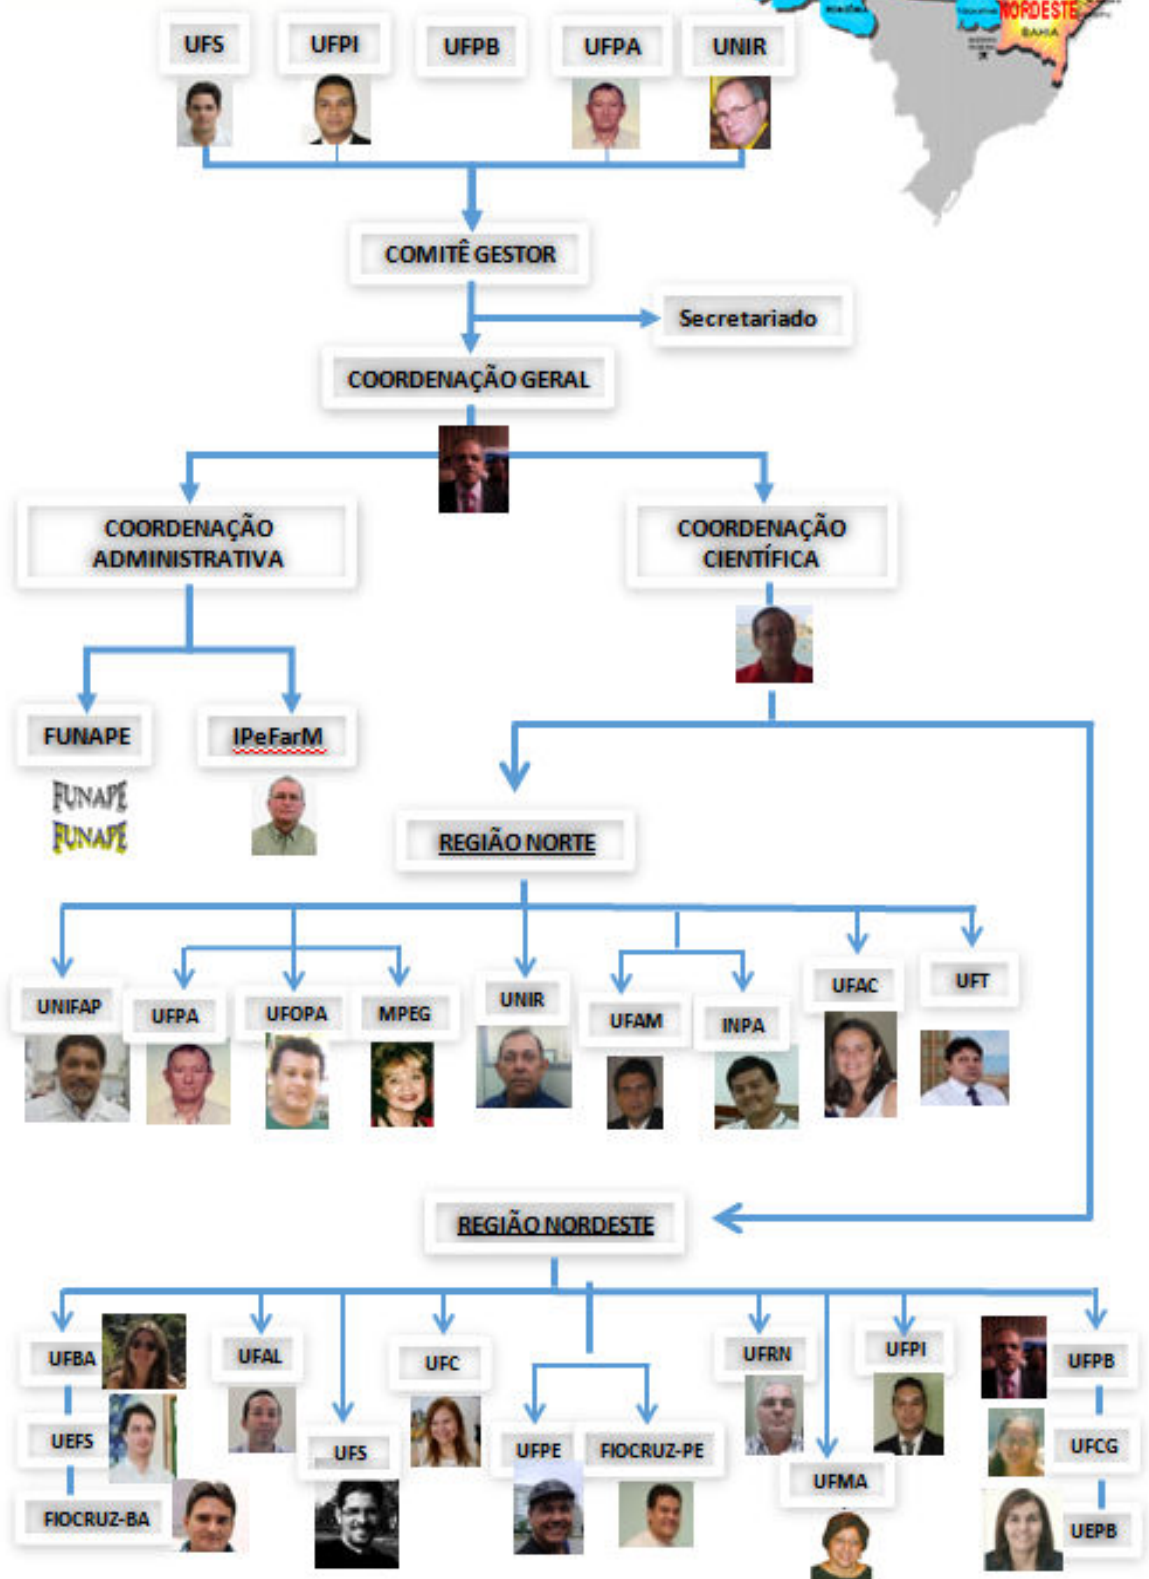 NORDESTE
BAHIA
UFS
UFPI
UFPB
UFPA
UNIR
COMITÊ GESTOR
Secretariado
COORDENAÇÃO GERAL
COORDENAÇÃO
ADMINISTRATIVA
COORDENAÇÃO
CIENTÍFICA
FUNAPE
IPeFarM
FUNAPE
FUNAPE
REGIÃO NORTE
UNIFAP
UFPA
UFOPA
MPEG
UNIR
UFAM
INPA
UFAC
UFT
REGIÃO NORDESTE
UFBA
UFAL
UFC
UFRN
UFPI
UFPB
UEFS
UFS
UFPE
FIOCRUZ-PE
UFMA
UFCG
FIOCRUZ-BA
UEPB